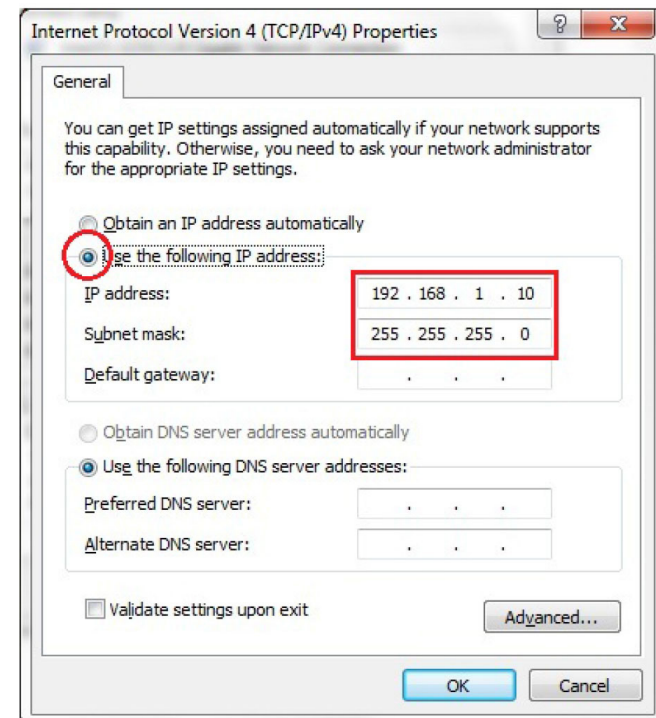 Internet Protocol Version 4 (TCP/IPv4) Properties
General
You can get IP settings assigned automatically if your network supports
this capability. Otherwise, you need to ask your network administrator
for the appropriate IP settings.
Obtain an IP address automatically
Use the following IP address:
IP address: 192 . 168 . 1 . 10
Subnet mask: 255 . 255 . 255 . 0
Default gateway: . . .
Obtain DNS server address automatically
Use the following DNS server addresses:
Preferred DNS server: . . .
Alternate DNS server: . . .
Validate settings upon exit
Advanced...
OK Cancel